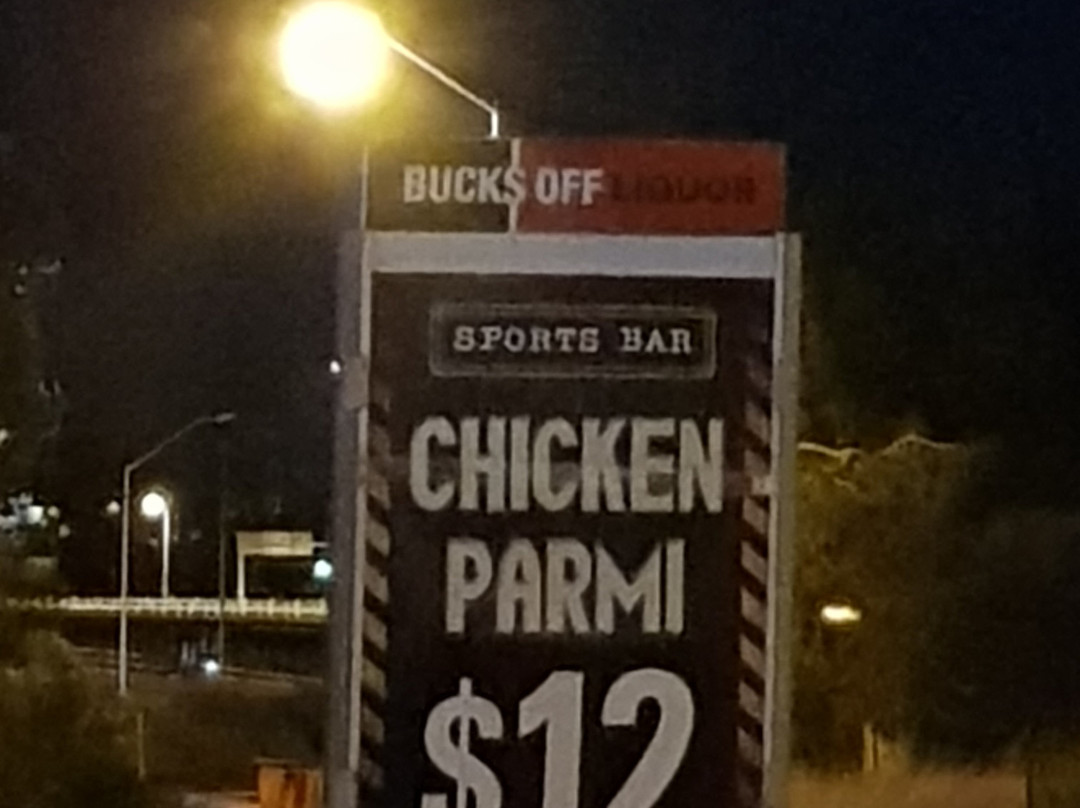 BUCKS OFF LIQUOR
SPORTS BAR
CHICKEN
PARMI
$12